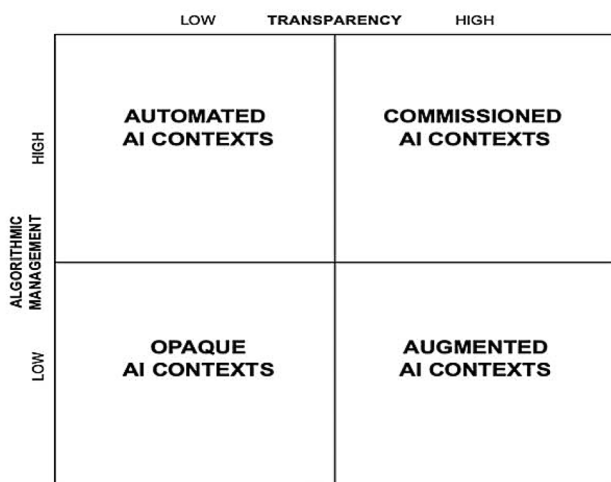 LOW TRANSPARENCY HIGH
AUTOMATED
AI CONTEXTS
COMMISSIONED
AI CONTEXTS
HIGH
ALGORITHMIC
MANAGEMENT
LOW
OPAQUE
AI CONTEXTS
AUGMENTED
AI CONTEXTS